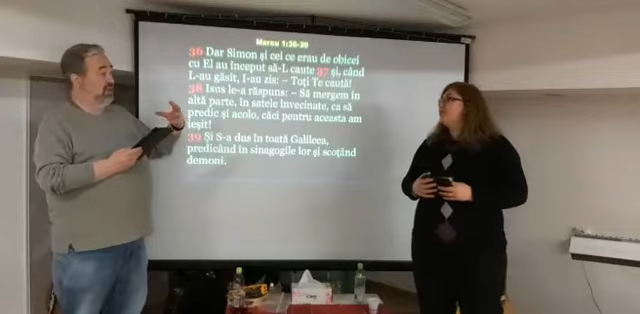 Marcu 1:36-39
36 Dar Simon și cei ce erau de obicei
cu El au început să-L caute 37 și, când
L-au găsit, I-au zis: – Toți Te caută!
38 Isus le-a răspuns: – Să mergem în
altă parte, în satele învecinate, ca să
predic și acolo, căci pentru aceasta am
ieșit!
39 Și S-a dus în toată Galileea,
predicând în sinagogile lor și scoțând
demoni.